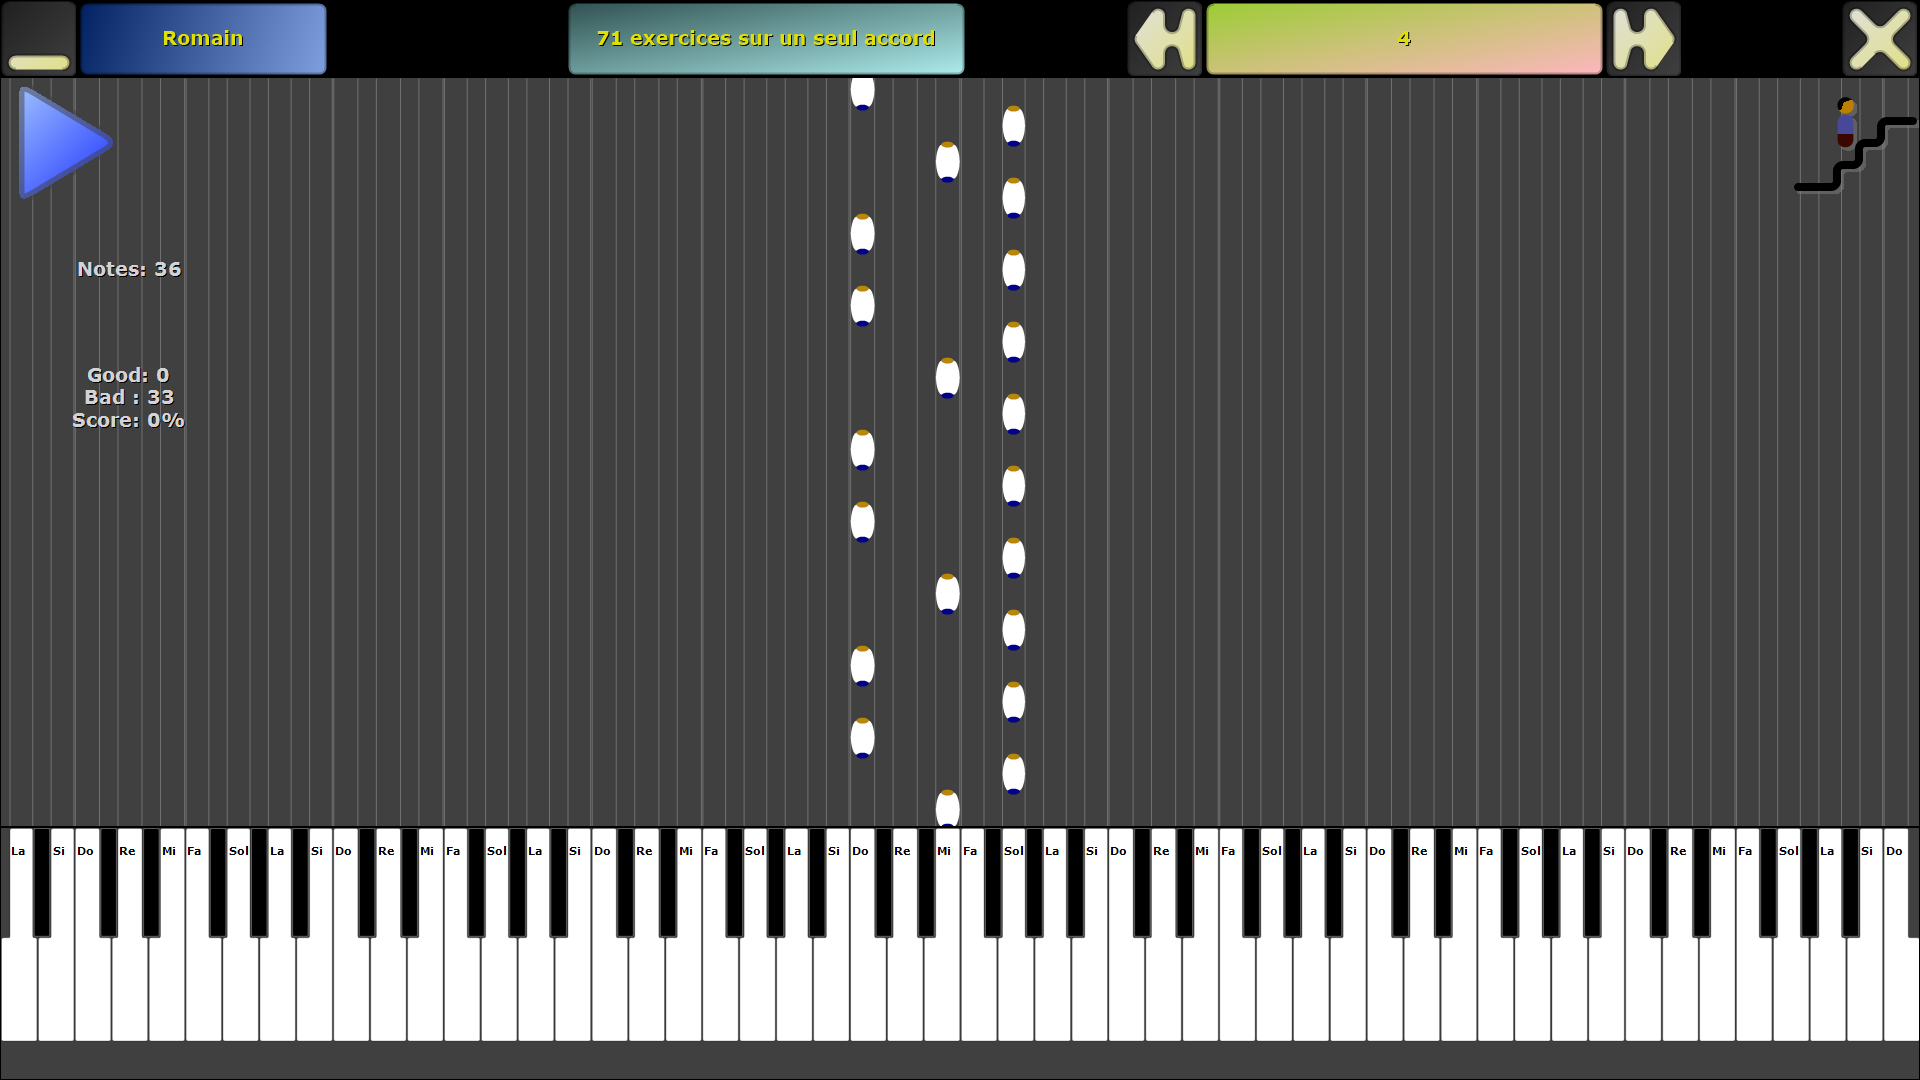 Romain
71 exercices sur un seul accord
4
Notes: 36
Good: 0
Bad : 33
Score: 0%
La Si Do Re Mi Fa Sol La Si Do Re Mi Fa Sol La Si Do Re Mi Fa Sol La Si Do Re Mi Fa Sol La Si Do Re Mi Fa Sol La Si Do Re Mi Fa Sol La Si Do Re Mi Fa Sol La Si Do